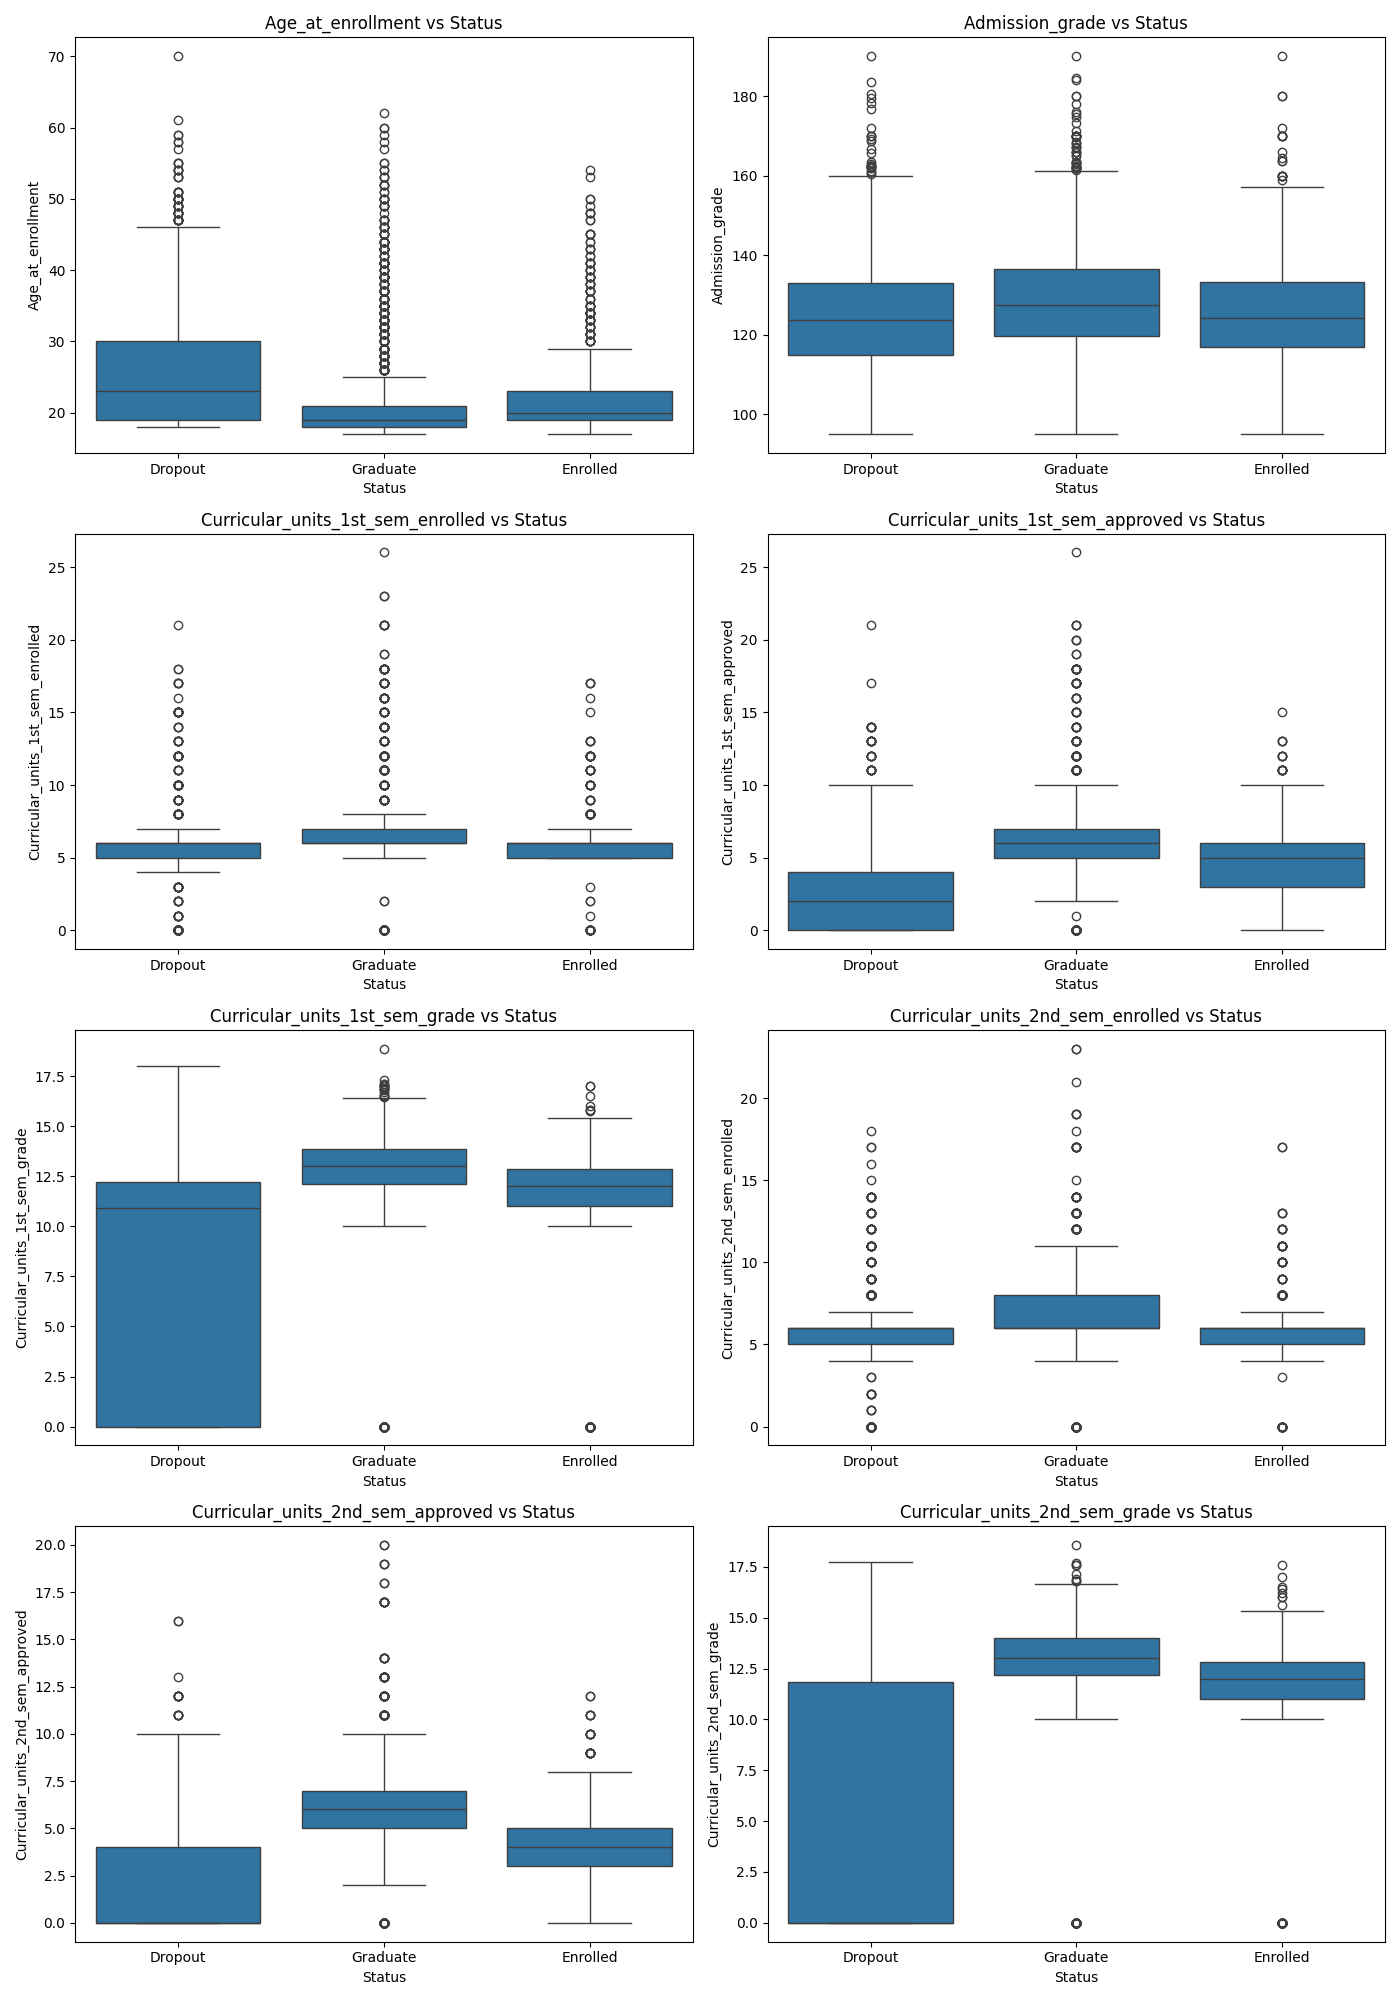 Age_at_enrollment vs Status
Age_at_enrollment
70
60
50
40
30
20
Dropout Graduate Enrolled
Status
Admission_grade vs Status
Admission_grade
180
160
140
120
100
Dropout Graduate Enrolled
Status
Curricular_units_1st_sem_enrolled vs Status
Curricular_units_1st_sem_enrolled
25
20
15
10
5
0
Dropout Graduate Enrolled
Status
Curricular_units_1st_sem_approved vs Status
Curricular_units_1st_sem_approved
25
20
15
10
5
0
Dropout Graduate Enrolled
Status
Curricular_units_1st_sem_grade vs Status
Curricular_units_1st_sem_grade
17.5
15.0
12.5
10.0
7.5
5.0
2.5
0.0
Dropout Graduate Enrolled
Status
Curricular_units_2nd_sem_enrolled vs Status
Curricular_units_2nd_sem_enrolled
20
15
10
5
0
Dropout Graduate Enrolled
Status
Curricular_units_2nd_sem_approved vs Status
Curricular_units_2nd_sem_approved
20.0
17.5
15.0
12.5
10.0
7.5
5.0
2.5
0.0
Dropout Graduate Enrolled
Status
Curricular_units_2nd_sem_grade vs Status
Curricular_units_2nd_sem_grade
17.5
15.0
12.5
10.0
7.5
5.0
2.5
0.0
Dropout Graduate Enrolled
Status